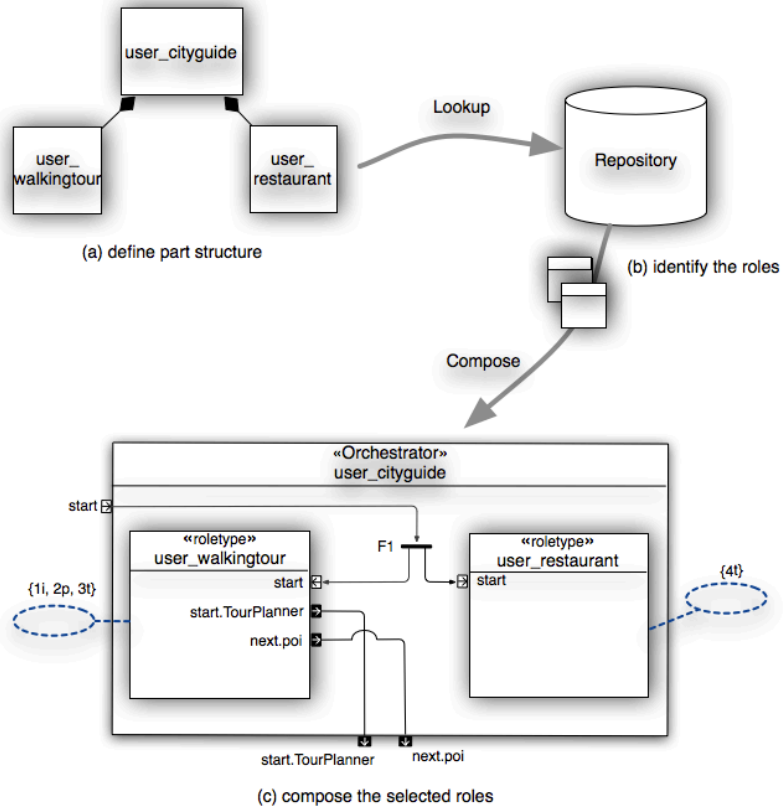 user_cityguide
user_
walkingtour
user_
restaurant
(a) define part structure
Lookup
Repository
(b) identify the roles
Compose
«Orchestrator»
user_cityguide
start
F1
«roletype»
user_walkingtour
start
start.TourPlanner
next.poi
«roletype»
user_restaurant
start
{1i, 2p, 3t}
{4t}
start.TourPlanner
next.poi
(c) compose the selected roles